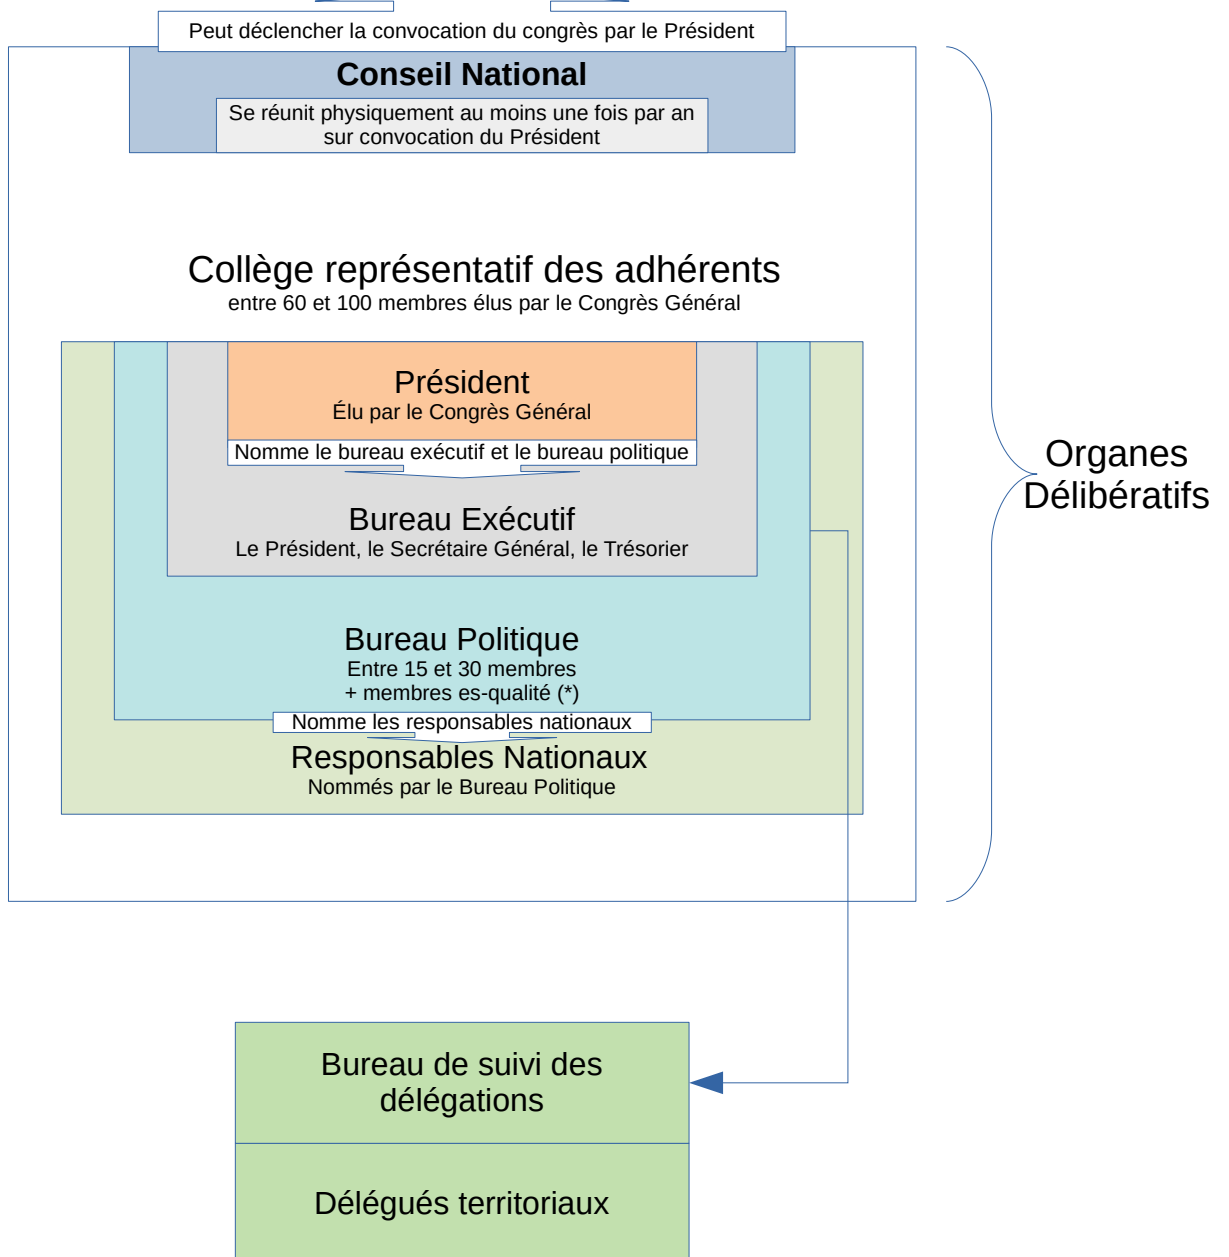 Peut déclencher la convocation du congrès par le Président
Conseil National
Se réunit physiquement au moins une fois par an
sur convocation du Président
Collège représentatif des adhérents
entre 60 et 100 membres élus par le Congrès Général
Président
Élu par le Congrès Général
Nomme le bureau exécutif et le bureau politique
Bureau Exécutif
Le Président, le Secrétaire Général, le Trésorier
Bureau Politique
Entre 15 et 30 membres
+ membres es-qualité (*)
Nomme les responsables nationaux
Responsables Nationaux
Nommés par le Bureau Politique
Organes
Délibératifs
Bureau de suivi des
délégations
Délégués territoriaux